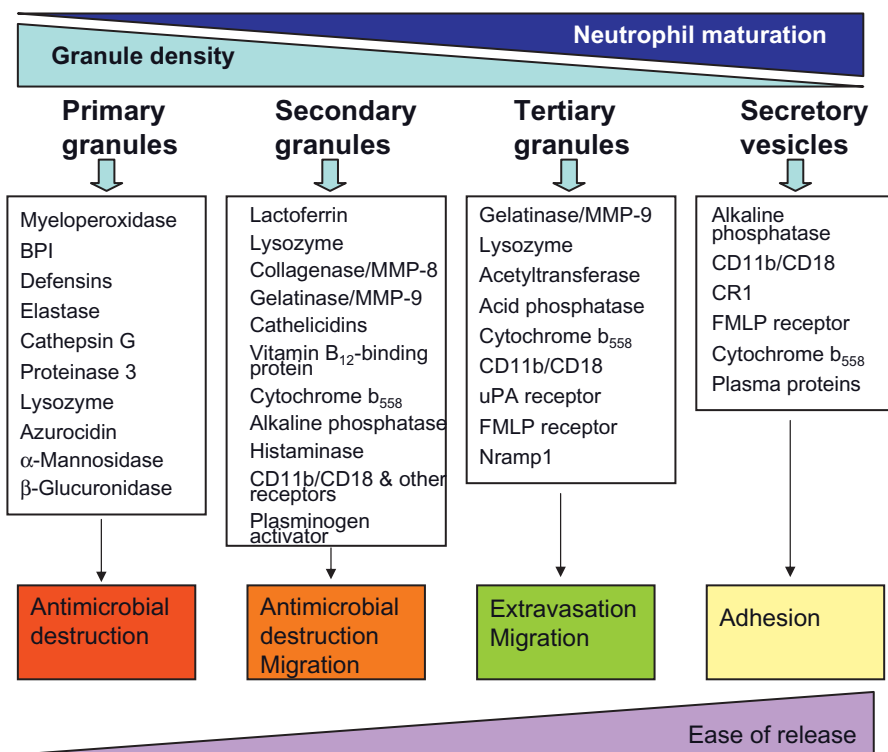 Neutrophil maturation
Granule density
Primary
granules
Secondary
granules
Tertiary
granules
Secretory
vesicles
Myeloperoxidase
BPI
Defensins
Elastase
Cathepsin G
Proteinase 3
Lysozyme
Azurocidin
α-Mannosidase
β-Glucuronidase
Lactoferrin
Lysozyme
Collagenase/MMP-8
Gelatinase/MMP-9
Cathelicidins
Vitamin B₁₂-binding
protein
Cytochrome b₅₅₈
Alkaline phosphatase
Histaminase
CD11b/CD18 & other
receptors
Plasminogen
activator
Gelatinase/MMP-9
Lysozyme
Acetyltransferase
Acid phosphatase
Cytochrome b₅₅₈
CD11b/CD18
uPA receptor
FMLP receptor
Nramp1
Alkaline
phosphatase
CD11b/CD18
CR1
FMLP receptor
Cytochrome b₅₅₈
Plasma proteins
Antimicrobial
destruction
Antimicrobial
destruction
Migration
Extravasation
Migration
Adhesion
Ease of release